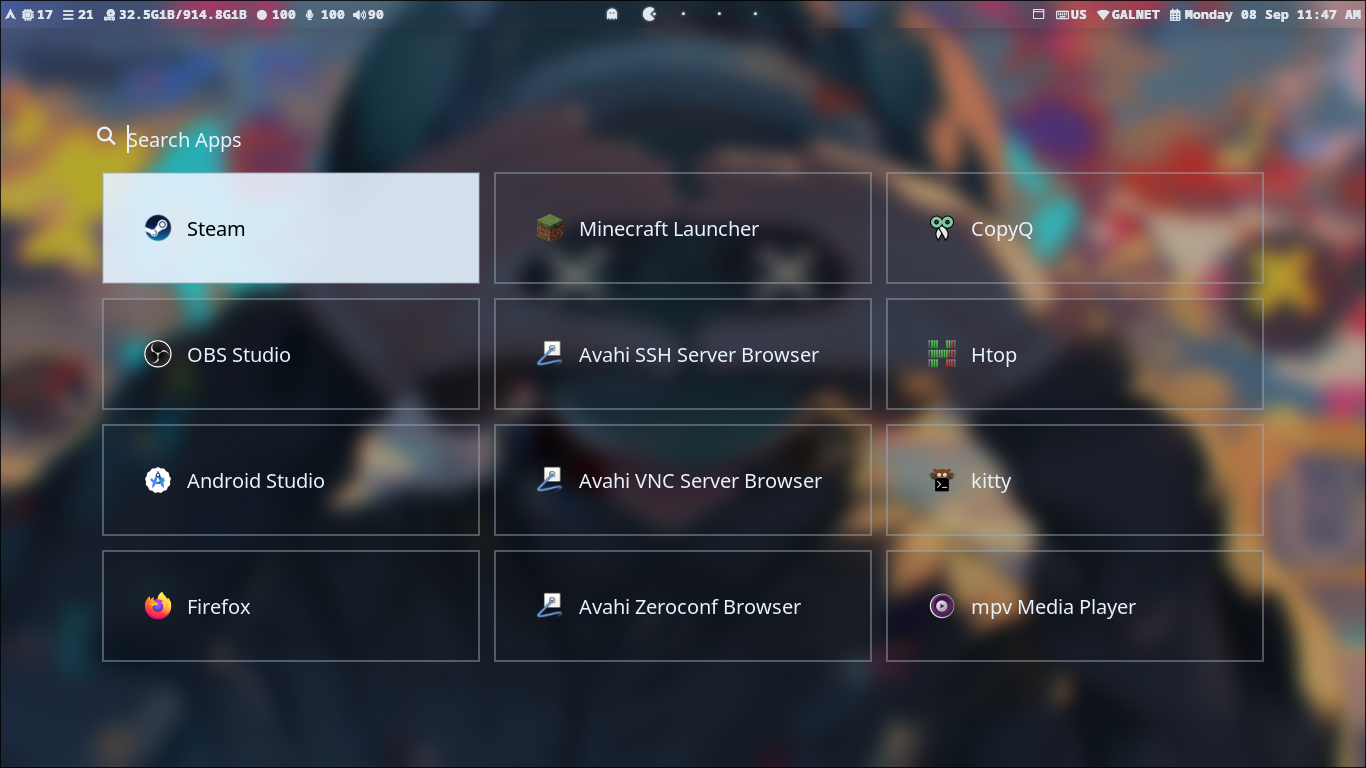 17 21 32.5GiB/914.8GiB 100 100 90 US GALNET Monday 08 Sep 11:47 AM
Search Apps
Steam Minecraft Launcher CopyQ
OBS Studio Avahi SSH Server Browser Htop
Android Studio Avahi VNC Server Browser kitty
Firefox Avahi Zeroconf Browser mpv Media Player